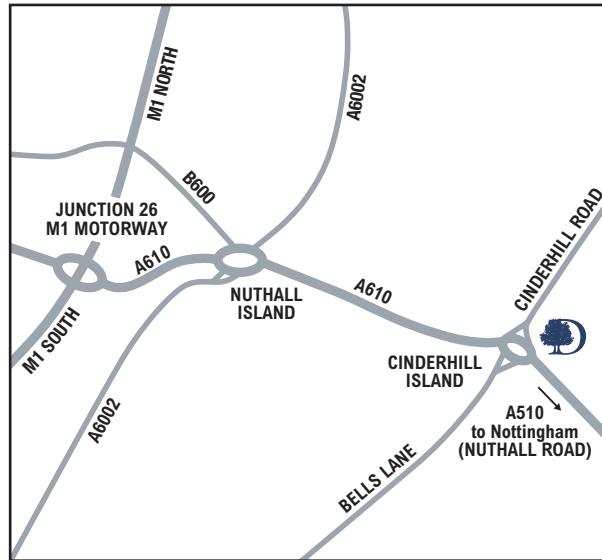 M1 NORTH
A6002
B600
JUNCTION 26
M1 MOTORWAY
A610
CINDERHILL ROAD
NUTHALL
ISLAND
A610
M1 SOUTH
D
CINDERHILL
ISLAND
A6002
A510
to Nottingham
(NUTHALL ROAD)
BELLS LANE